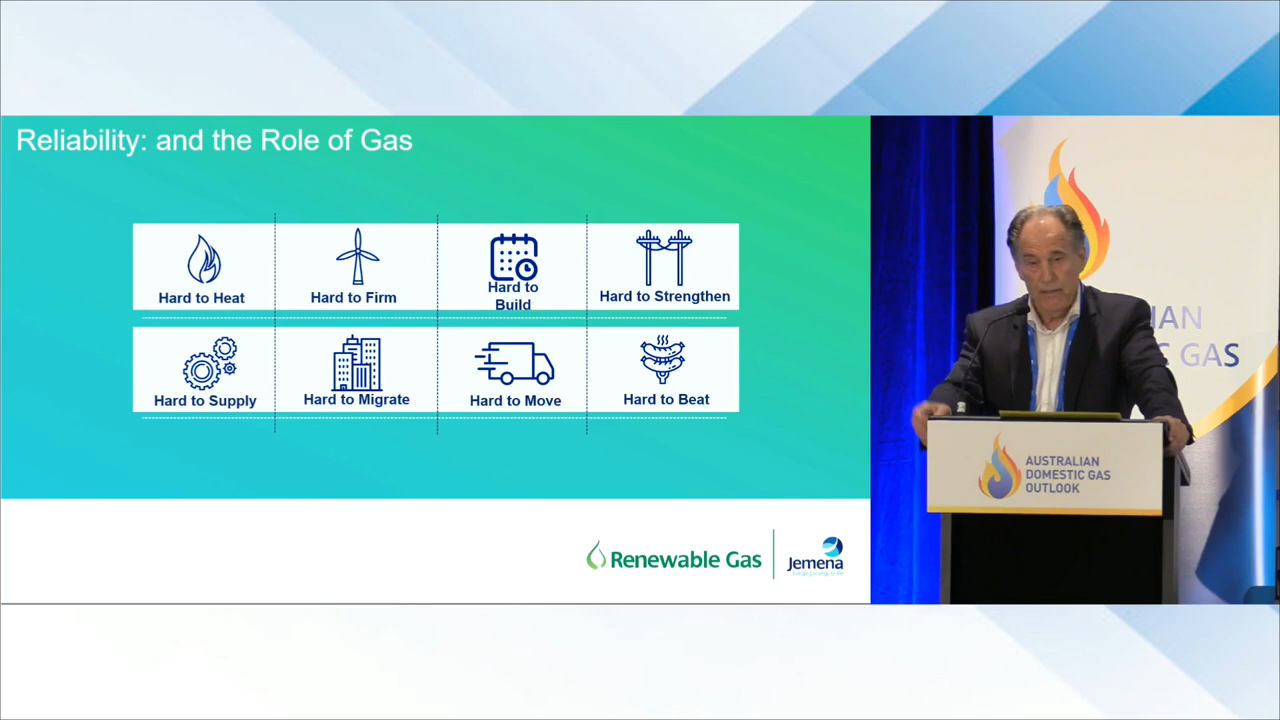 Reliability: and the Role of Gas
Hard to Heat
Hard to Firm
Hard to
Build
Hard to Strengthen
Hard to Supply
Hard to Migrate
Hard to Move
Hard to Beat
Renewable Gas
Jemena
GAS
AUSTRALIAN
DOMESTIC GAS
OUTLOOK